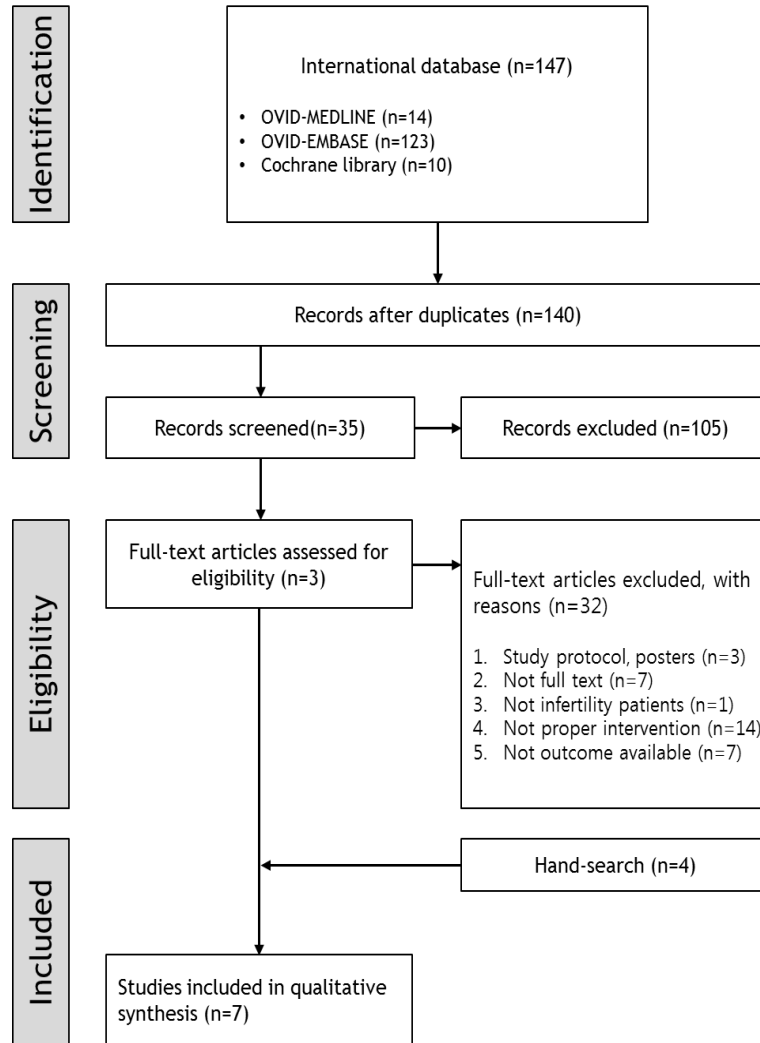 Identification
International database (n=147)
• OVID-MEDLINE (n=14)
• OVID-EMBASE (n=123)
• Cochrane library (n=10)
Screening
Records after duplicates (n=140)
Records screened(n=35)
Records excluded (n=105)
Eligibility
Full-text articles assessed for
eligibility (n=3)
Full-text articles excluded, with
reasons (n=32)
1. Study protocol, posters (n=3)
2. Not full text (n=7)
3. Not infertility patients (n=1)
4. Not proper intervention (n=14)
5. Not outcome available (n=7)
Included
Hand-search (n=4)
Studies included in qualitative
synthesis (n=7)